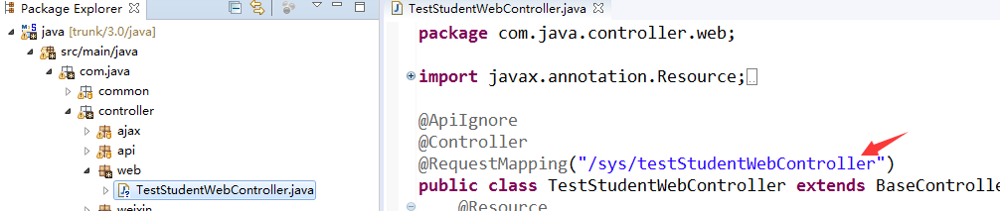 Package Explorer
java [trunk/3.0/java]
src/main/java
com.java
common
controller
ajax
api
web
TestStudentWebController.java
weixin
TestStudentWebController.java
package com.java.controller.web;
import javax.annotation.Resource;
@ApiIgnore
@Controller
@RequestMapping("/sys/testStudentWebController")
public class TestStudentWebController extends BaseControlle
@Resource